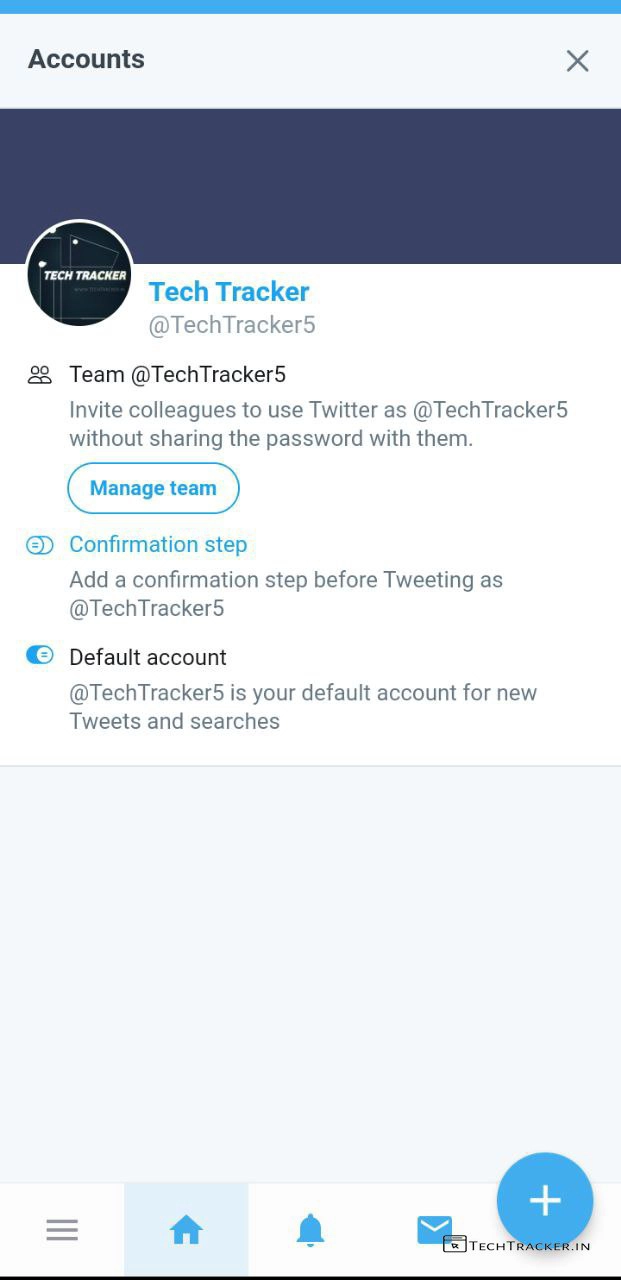 Accounts
TECH TRACKER
Tech Tracker
@TechTracker5
Team @TechTracker5
Invite colleagues to use Twitter as @TechTracker5
without sharing the password with them.
Manage team
Confirmation step
Add a confirmation step before Tweeting as
@TechTracker5
Default account
@TechTracker5 is your default account for new
Tweets and searches
TECHTRACKER.IN